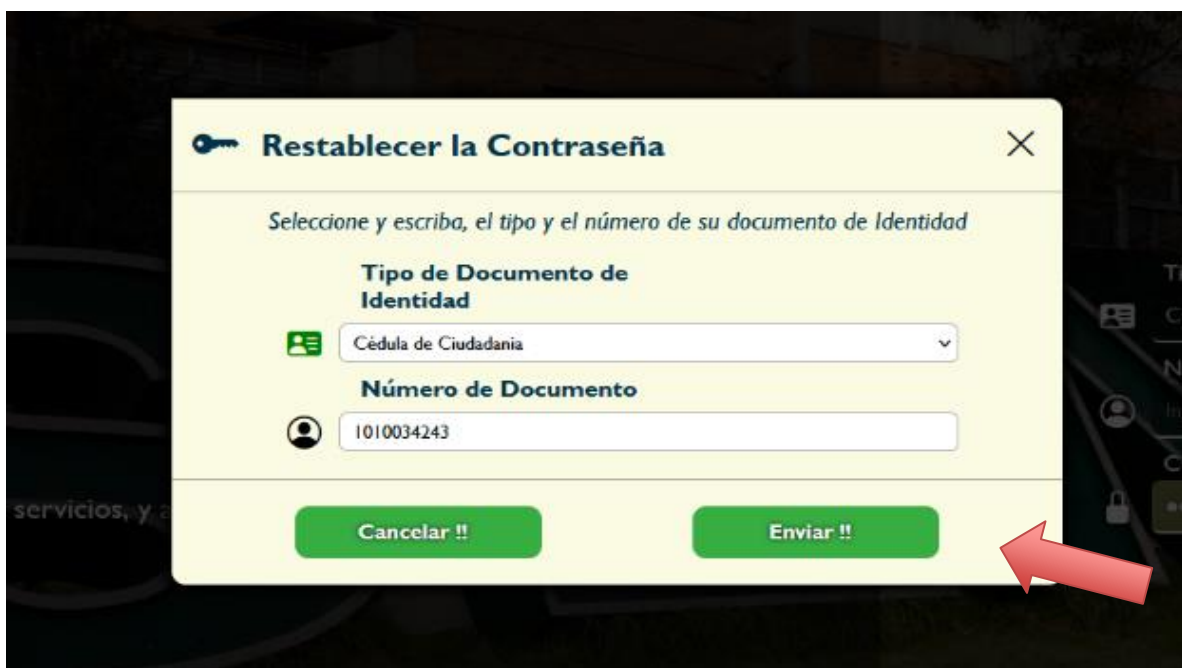 Restablecer la Contraseña
Seleccione y escriba, el tipo y el número de su documento de Identidad
Tipo de Documento de
Identidad
Cédula de Ciudadania
Número de Documento
1010034243
servicios, y a
Cancelar !!
Enviar !!